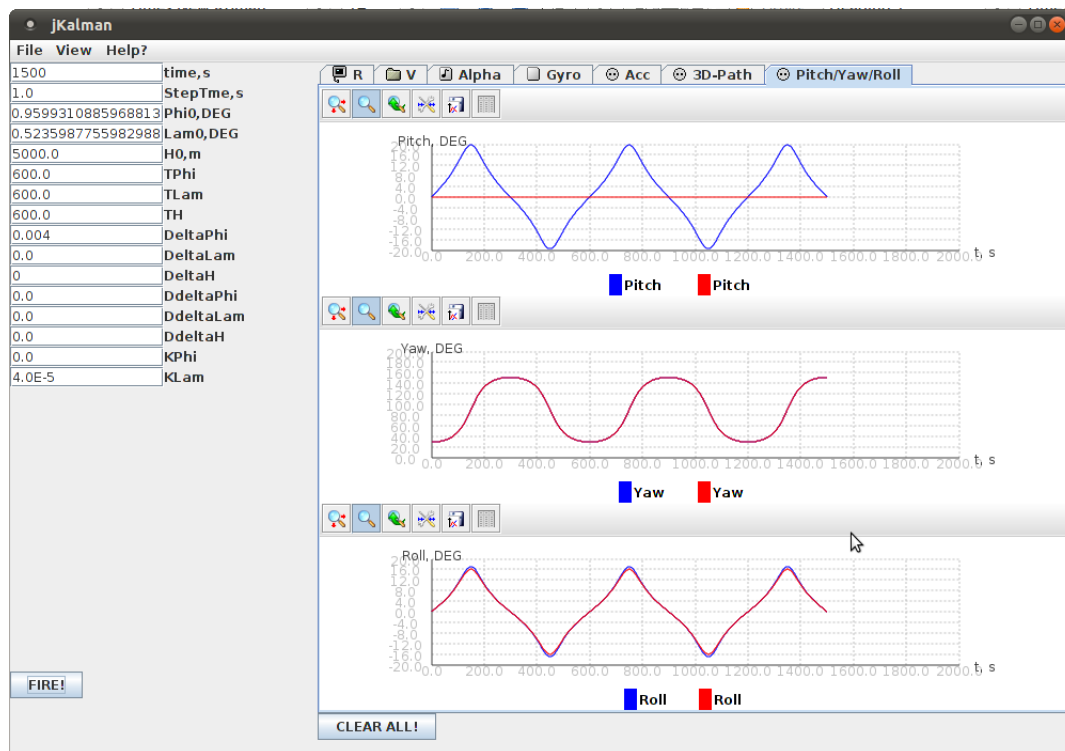 jKalman
File View Help?
1500 time,s
1.0 StepTme,s
0.9599310885968813 Phi0,DEG
0.5235987755982988 Lam0,DEG
5000.0 H0,m
600.0 TPhi
600.0 TLam
600.0 TH
0.004 DeltaPhi
0.0 DeltaLam
0 DeltaH
0.0 DdeltaPhi
0.0 DdeltaLam
0.0 DdeltaH
0.0 KPhi
4.0E-5 KLam
FIRE!
R V Alpha Gyro Acc 3D-Path Pitch/Yaw/Roll
Pitch, DEG
20.0
16.0
12.0
8.0
4.0
0.0
-4.0
-8.0
-12.0
-16.0
-20.0
0.0 200.0 400.0 600.0 800.0 1000.0 1200.0 1400.0 1600.0 1800.0 2000.0 t, s
Pitch Pitch
Yaw, DEG
200.0
180.0
160.0
140.0
120.0
100.0
80.0
60.0
40.0
20.0
0.0
0.0 200.0 400.0 600.0 800.0 1000.0 1200.0 1400.0 1600.0 1800.0 2000.0 t, s
Yaw Yaw
Roll, DEG
20.0
16.0
12.0
8.0
4.0
0.0
-4.0
-8.0
-12.0
-16.0
-20.0
0.0 200.0 400.0 600.0 800.0 1000.0 1200.0 1400.0 1600.0 1800.0 2000.0 t, s
Roll Roll
CLEAR ALL!